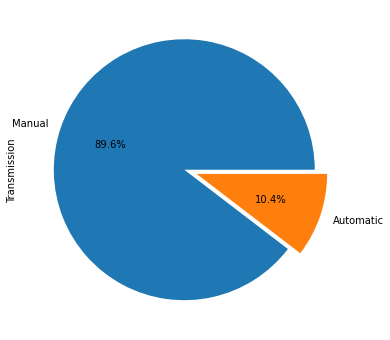 Manual
Transmission
89.6%
10.4%
Automatic